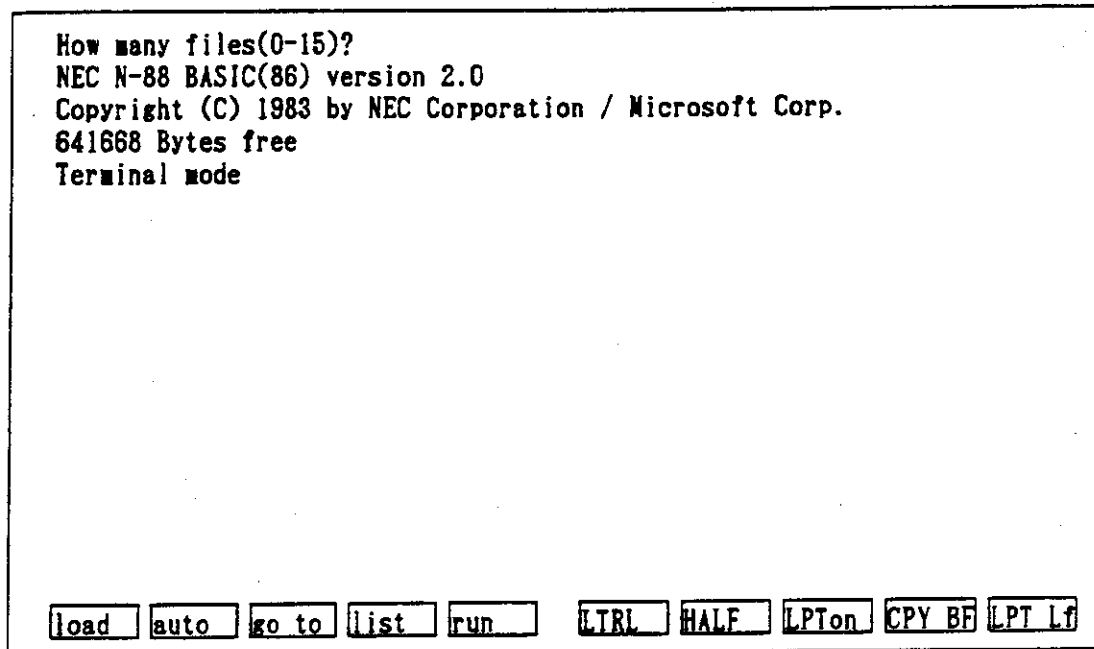 How many files(0-15)?
NEC N-88 BASIC(86) version 2.0
Copyright (C) 1983 by NEC Corporation / Microsoft Corp.
641668 Bytes free
Terminal mode
load auto go to list run LTRL HALF LPTon CPY BF LPT Lf